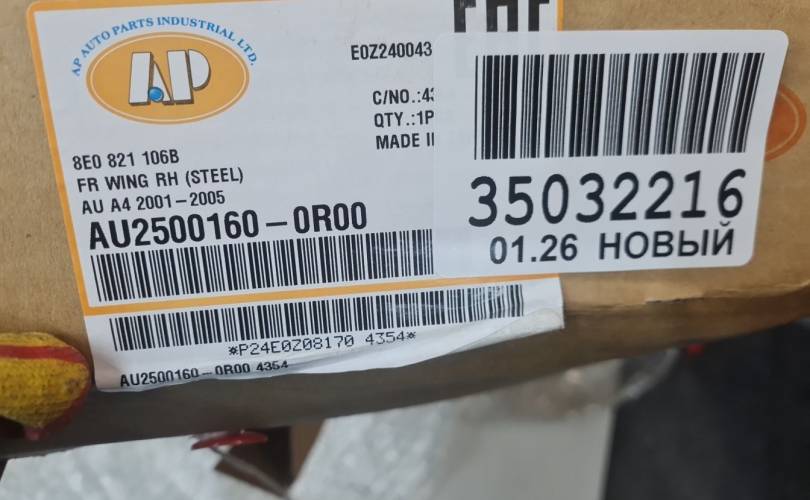 AP AUTO PARTS INDUSTRIAL LTD.
AP
E0Z240043
C/NO.:43
QTY.:1P
MADE I
8E0 821 106B
FR WING RH (STEEL)
AU A4 2001-2005
AU2500160-0R00
*P24E0Z08170 4354*
AU2500160-0R00 4354
35032216
01.26 НОВЫЙ